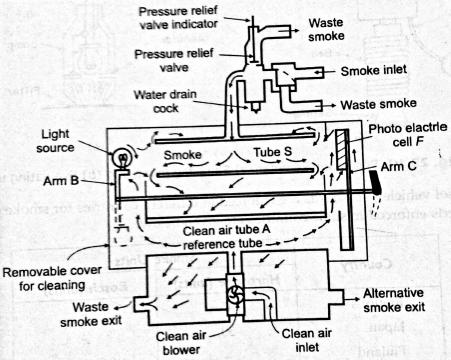 Pressure relief
valve indicator
Waste
smoke
Pressure relief
valve
Smoke inlet
Water drain
cock
Waste smoke
Light
source
Photo electrle
cell F
Smoke
Tube S
Arm B
Arm C
Clean air tube A
reference tube
Removable cover
for cleaning
Waste
smoke exit
Alternative
smoke exit
Clean air
blower
Clean air
inlet